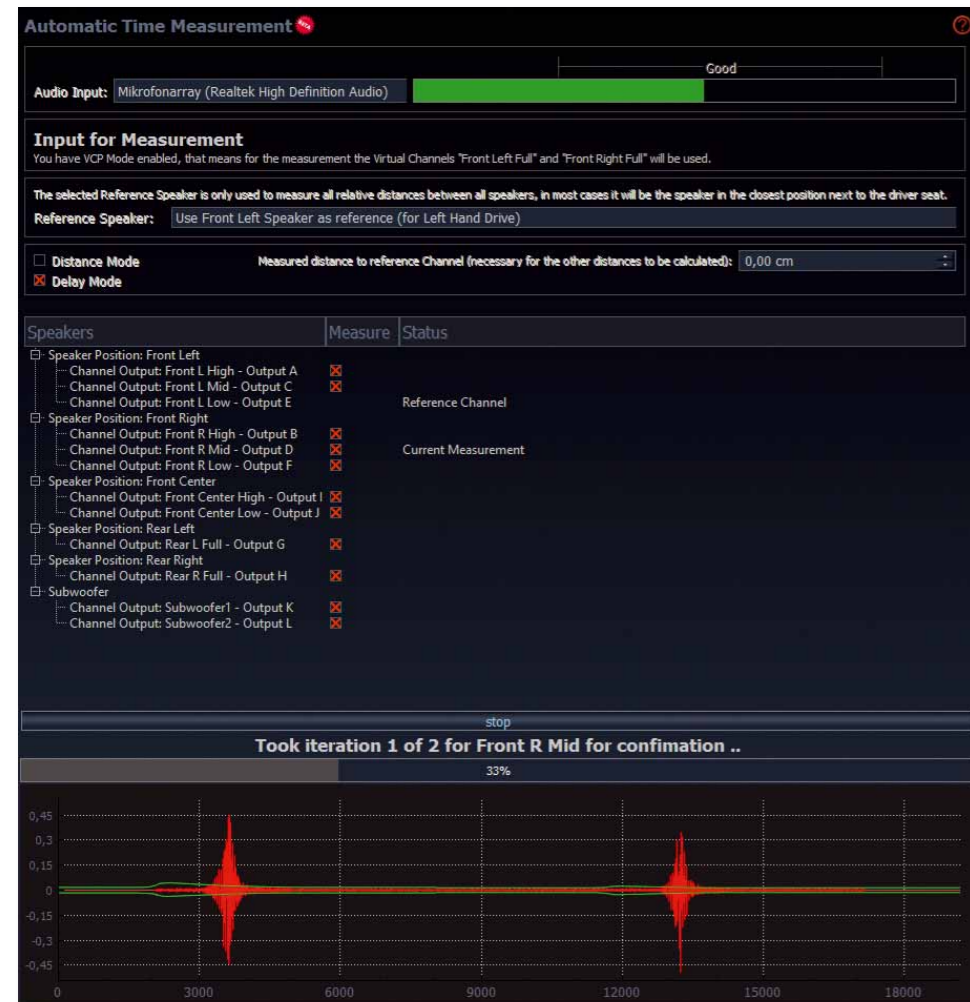 Automatic Time Measurement BETA ?
Good
Audio Input: Mikrofonarray (Realtek High Definition Audio)
Input for Measurement
You have VCP Mode enabled, that means for the measurement the Virtual Channels "Front Left Full" and "Front Right Full" will be used.
The selected Reference Speaker is only used to measure all relative distances between all speakers, in most cases it will be the speaker in the closest position next to the driver seat.
Reference Speaker: Use Front Left Speaker as reference (for Left Hand Drive)
Distance Mode Measured distance to reference Channel (necessary for the other distances to be calculated): 0,00 cm
Delay Mode
Speakers Measure Status
Speaker Position: Front Left
Channel Output: Front L High - Output A
Channel Output: Front L Mid - Output C
Channel Output: Front L Low - Output E Reference Channel
Speaker Position: Front Right
Channel Output: Front R High - Output B
Channel Output: Front R Mid - Output D Current Measurement
Channel Output: Front R Low - Output F
Speaker Position: Front Center
Channel Output: Front Center High - Output I
Channel Output: Front Center Low - Output J
Speaker Position: Rear Left
Channel Output: Rear L Full - Output G
Speaker Position: Rear Right
Channel Output: Rear R Full - Output H
Subwoofer
Channel Output: Subwoofer1 - Output K
Channel Output: Subwoofer2 - Output L
stop
Took iteration 1 of 2 for Front R Mid for confimation ..
33%
0,45
0,3
0,15
0
-0,15
-0,3
-0,45
0 3000 6000 9000 12000 15000 18000